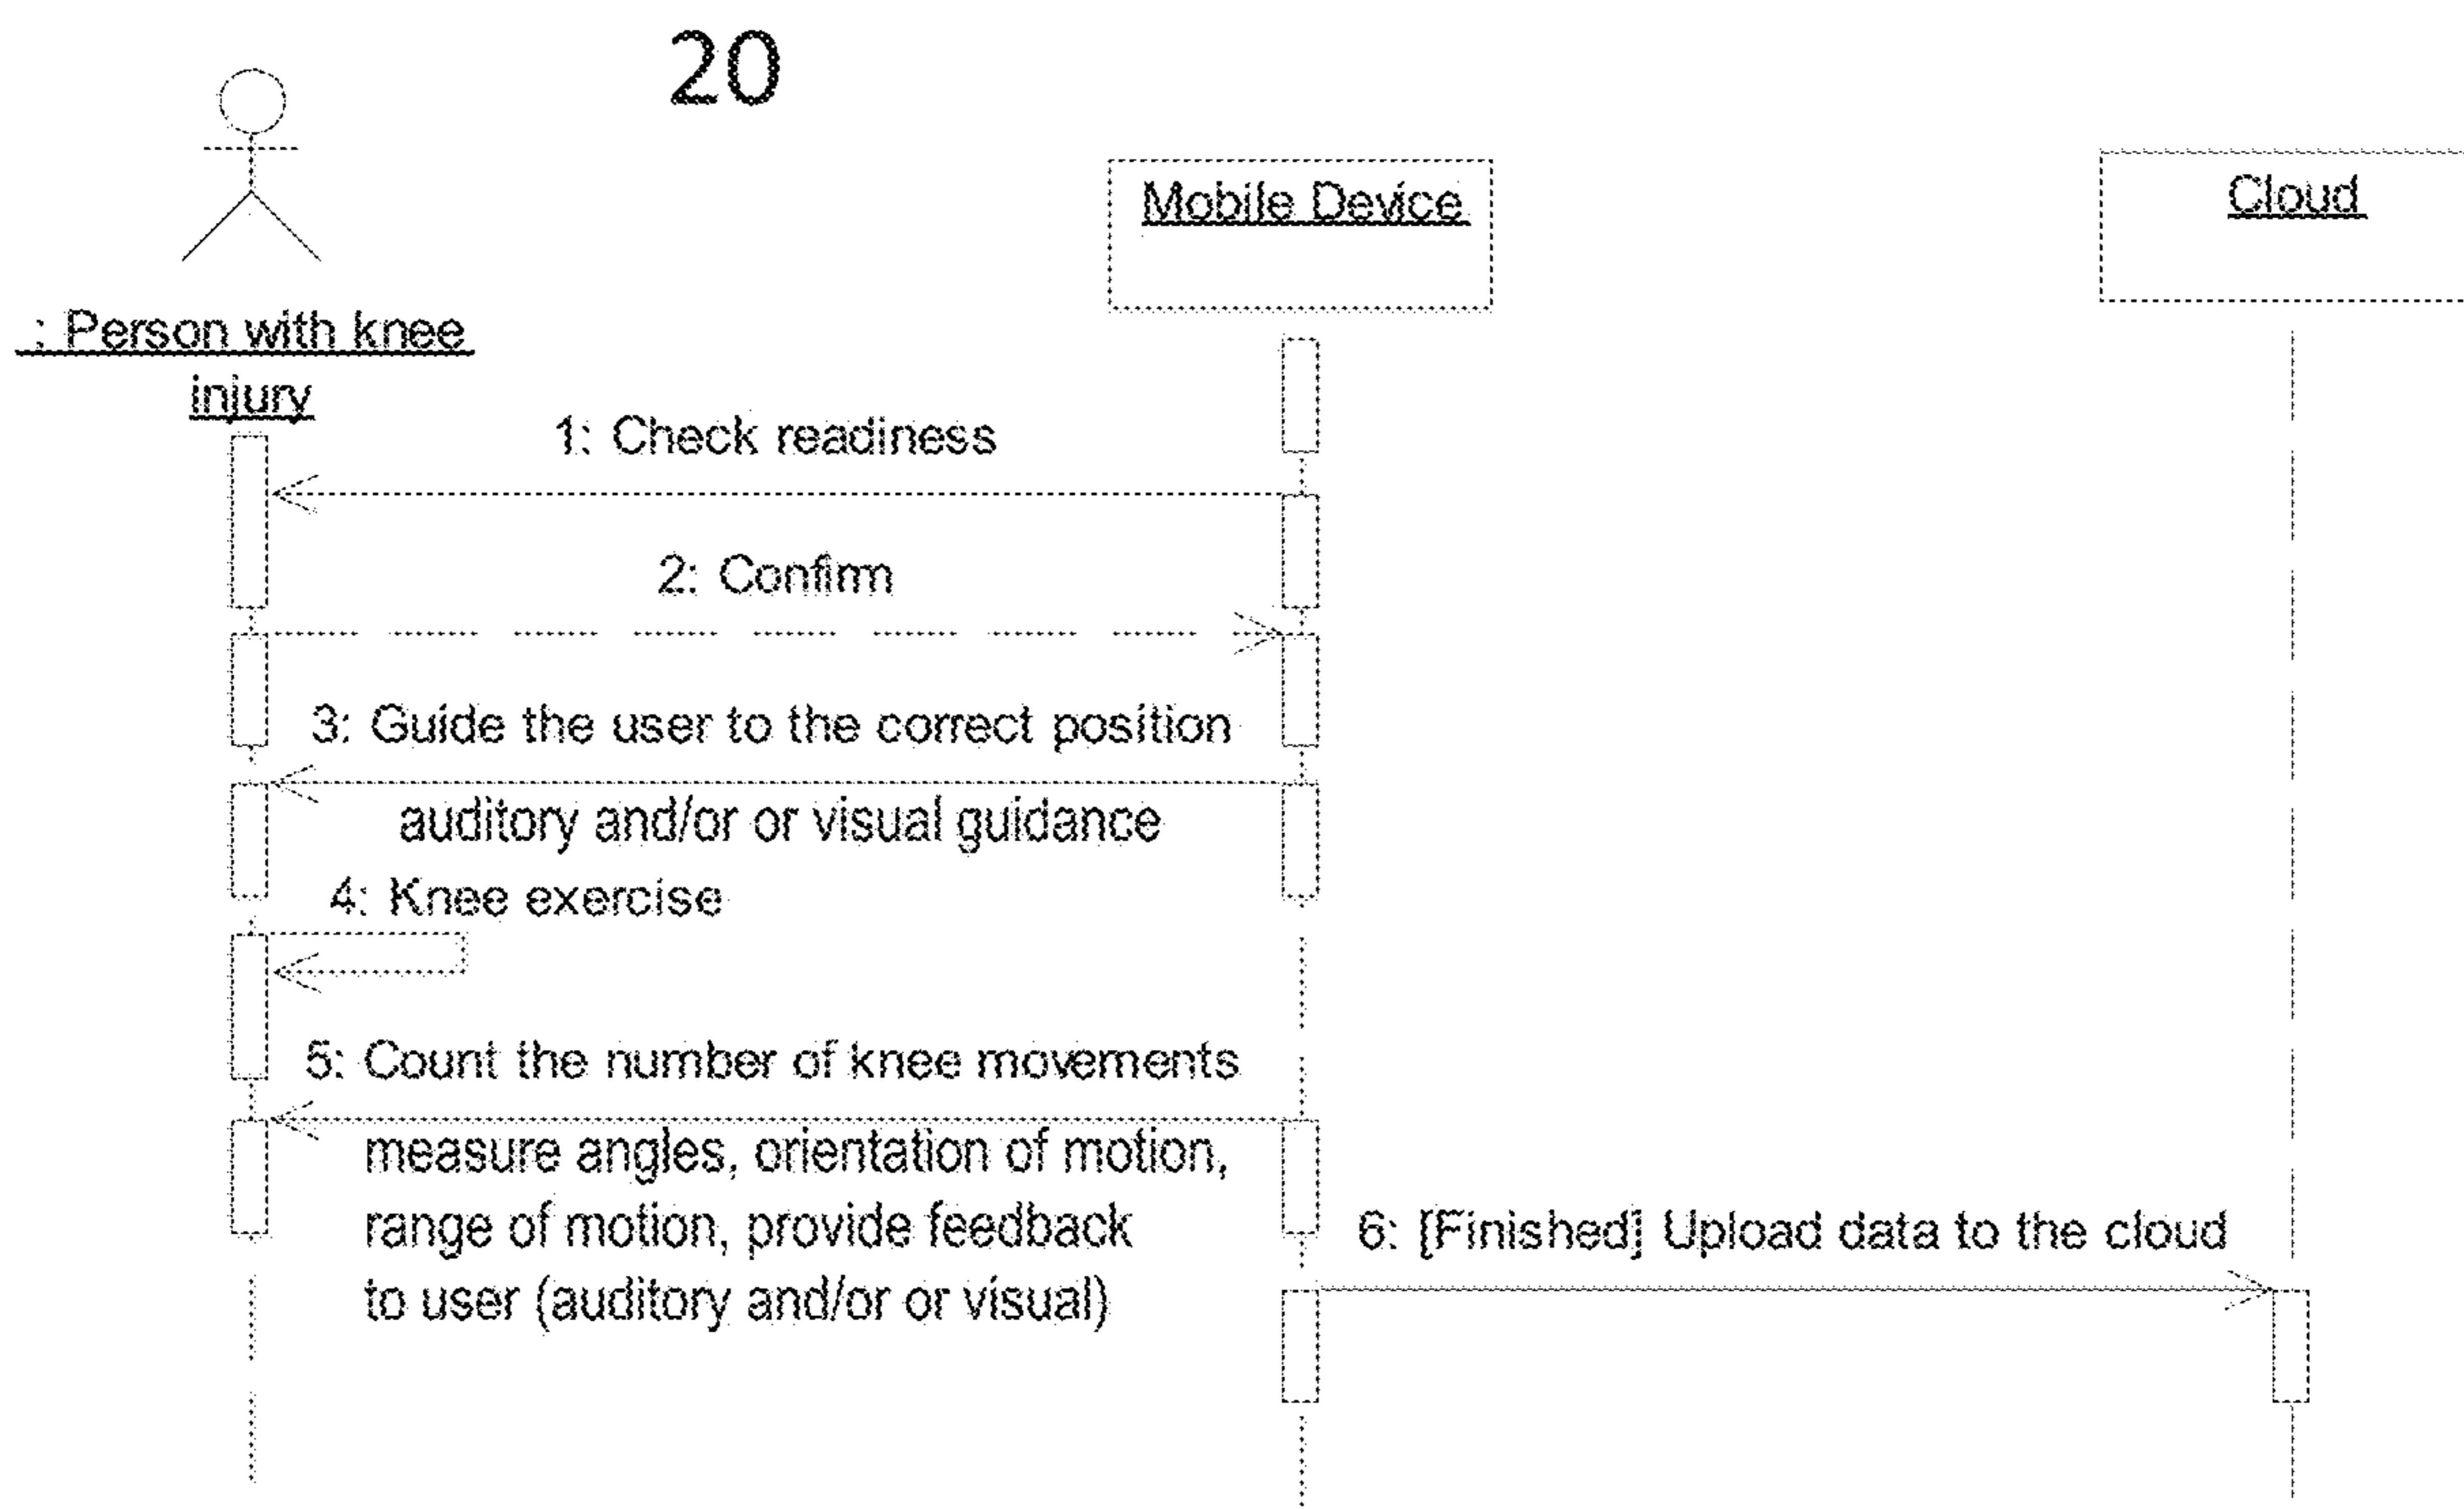 20
Mobile Device
Cloud
: Person with knee
injury
1: Check readiness
2: Confirm
3: Guide the user to the correct position
auditory and/or or visual guidance
4: Knee exercise
5: Count the number of knee movements
measure angles, orientation of motion,
range of motion, provide feedback
to user (auditory and/or or visual)
6: [Finished] Upload data to the cloud